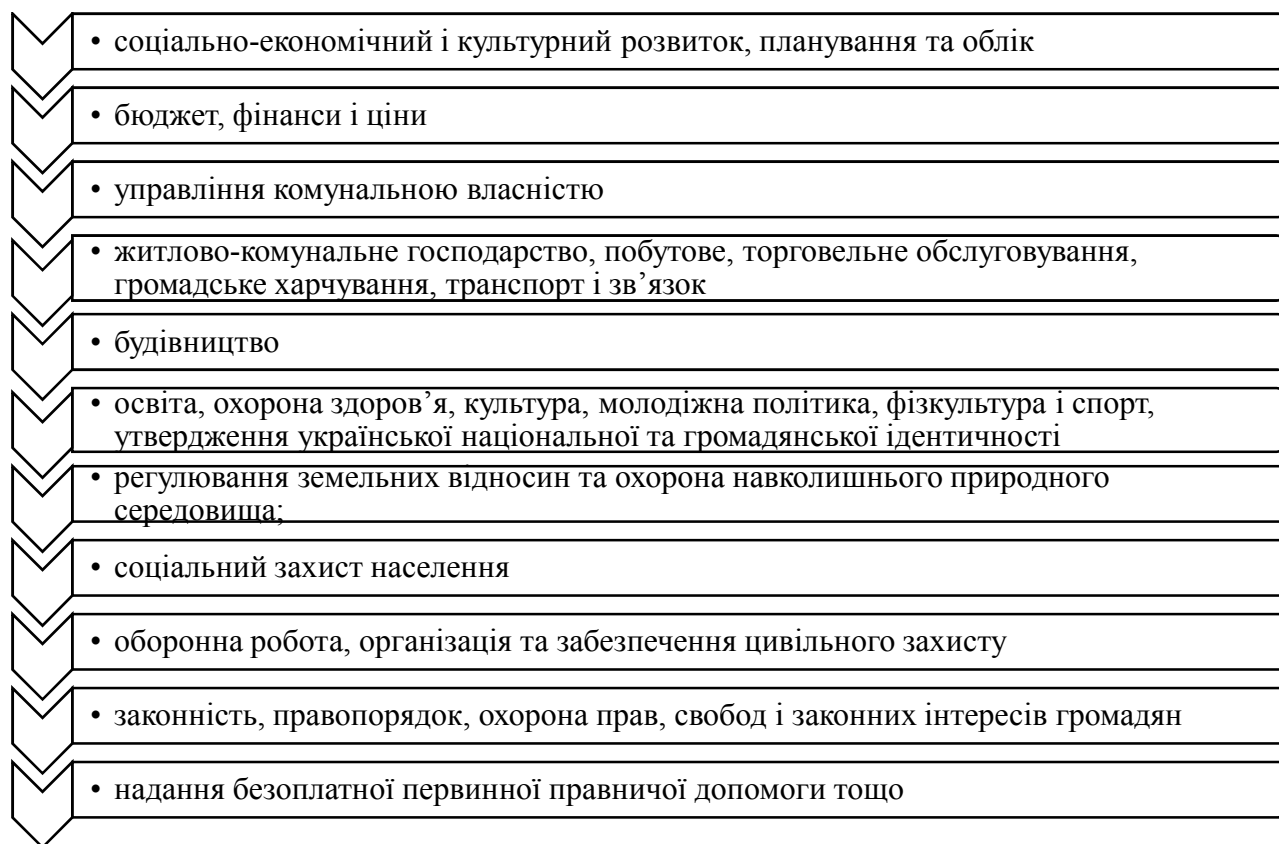 • соціально-економічний і культурний розвиток, планування та облік
• бюджет, фінанси і ціни
• управління комунальною власністю
• житлово-комунальне господарство, побутове, торговельне обслуговування,
громадське харчування, транспорт і зв’язок
• будівництво
• освіта, охорона здоров’я, культура, молодіжна політика, фізкультура і спорт,
утвердження української національної та громадянської ідентичності
• регулювання земельних відносин та охорона навколишнього природного
середовища;
• соціальний захист населення
• оборонна робота, організація та забезпечення цивільного захисту
• законність, правопорядок, охорона прав, свобод і законних інтересів громадян
• надання безоплатної первинної правничої допомоги тощо